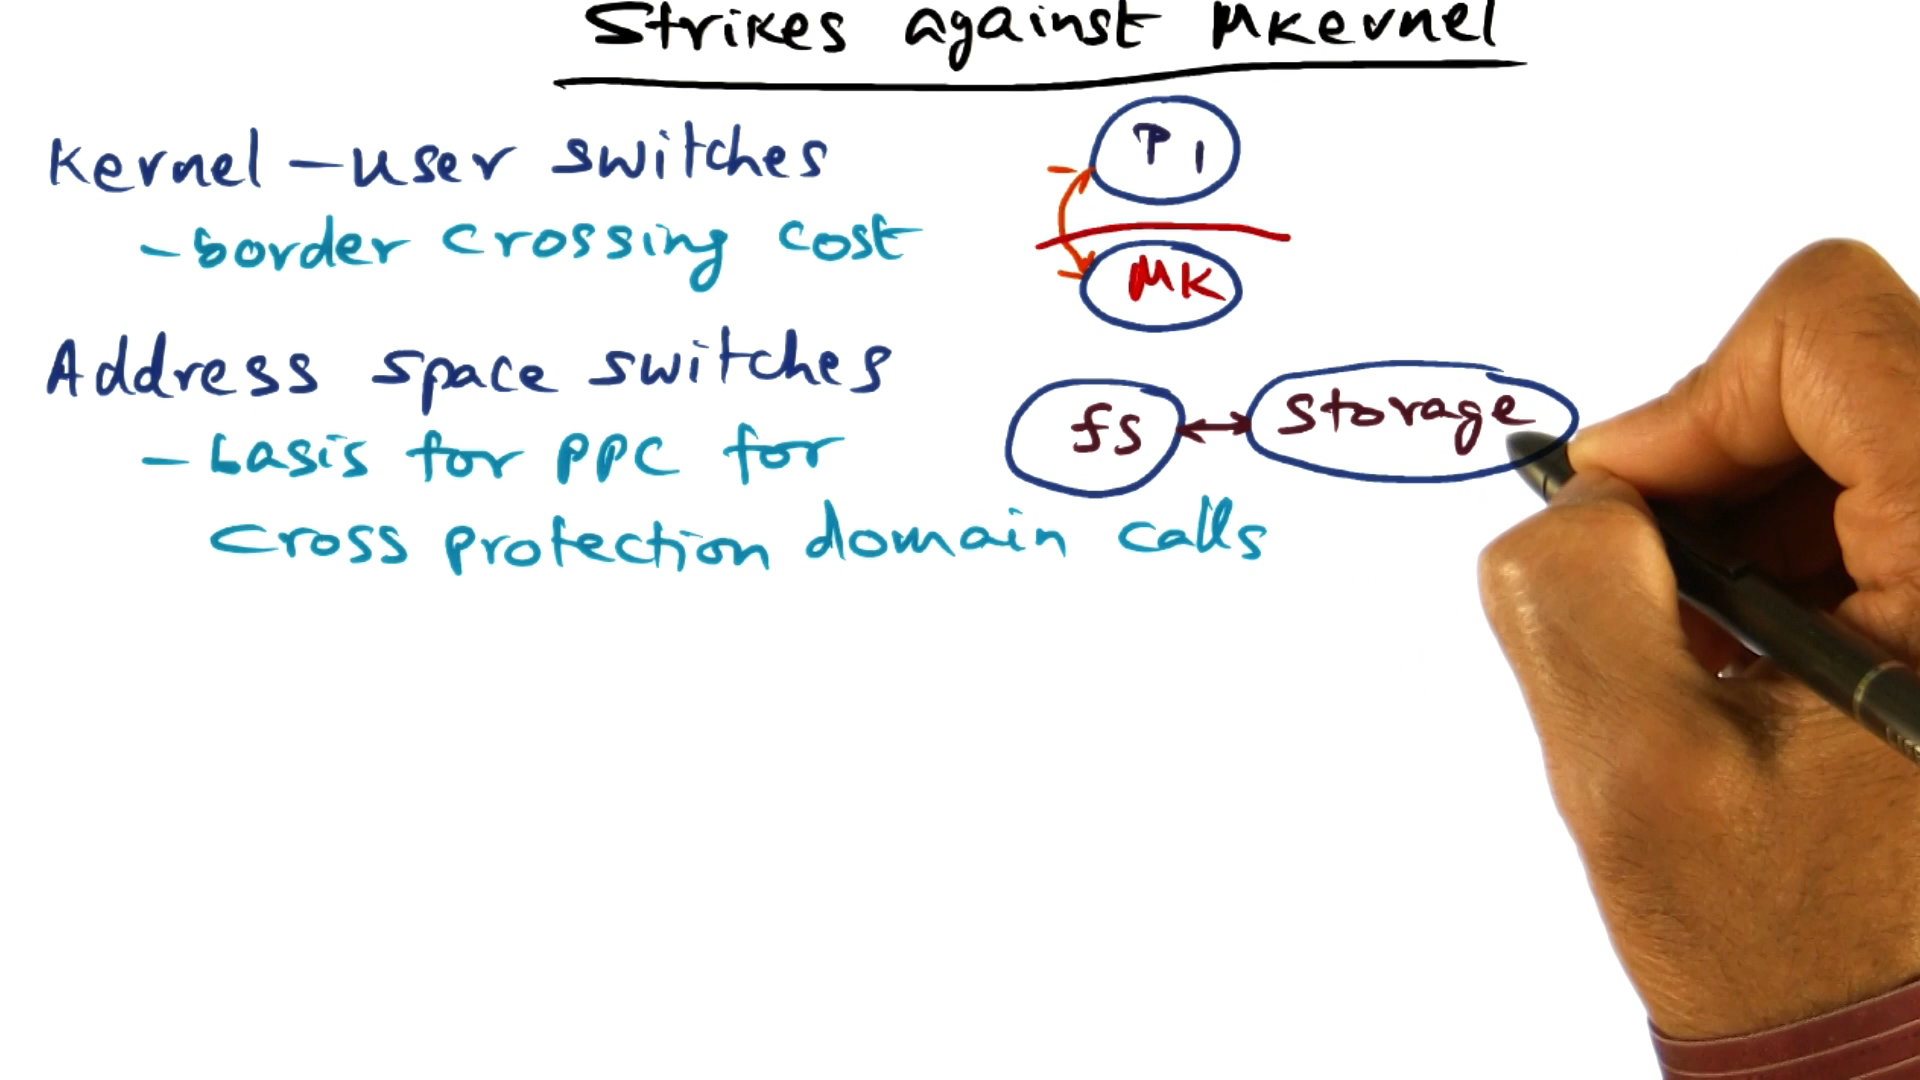 Strikes against μKernel
Kernel – user switches
- border crossing cost
P1
μK
Address space switches
- basis for PPC for
cross protection domain calls
fs
storage